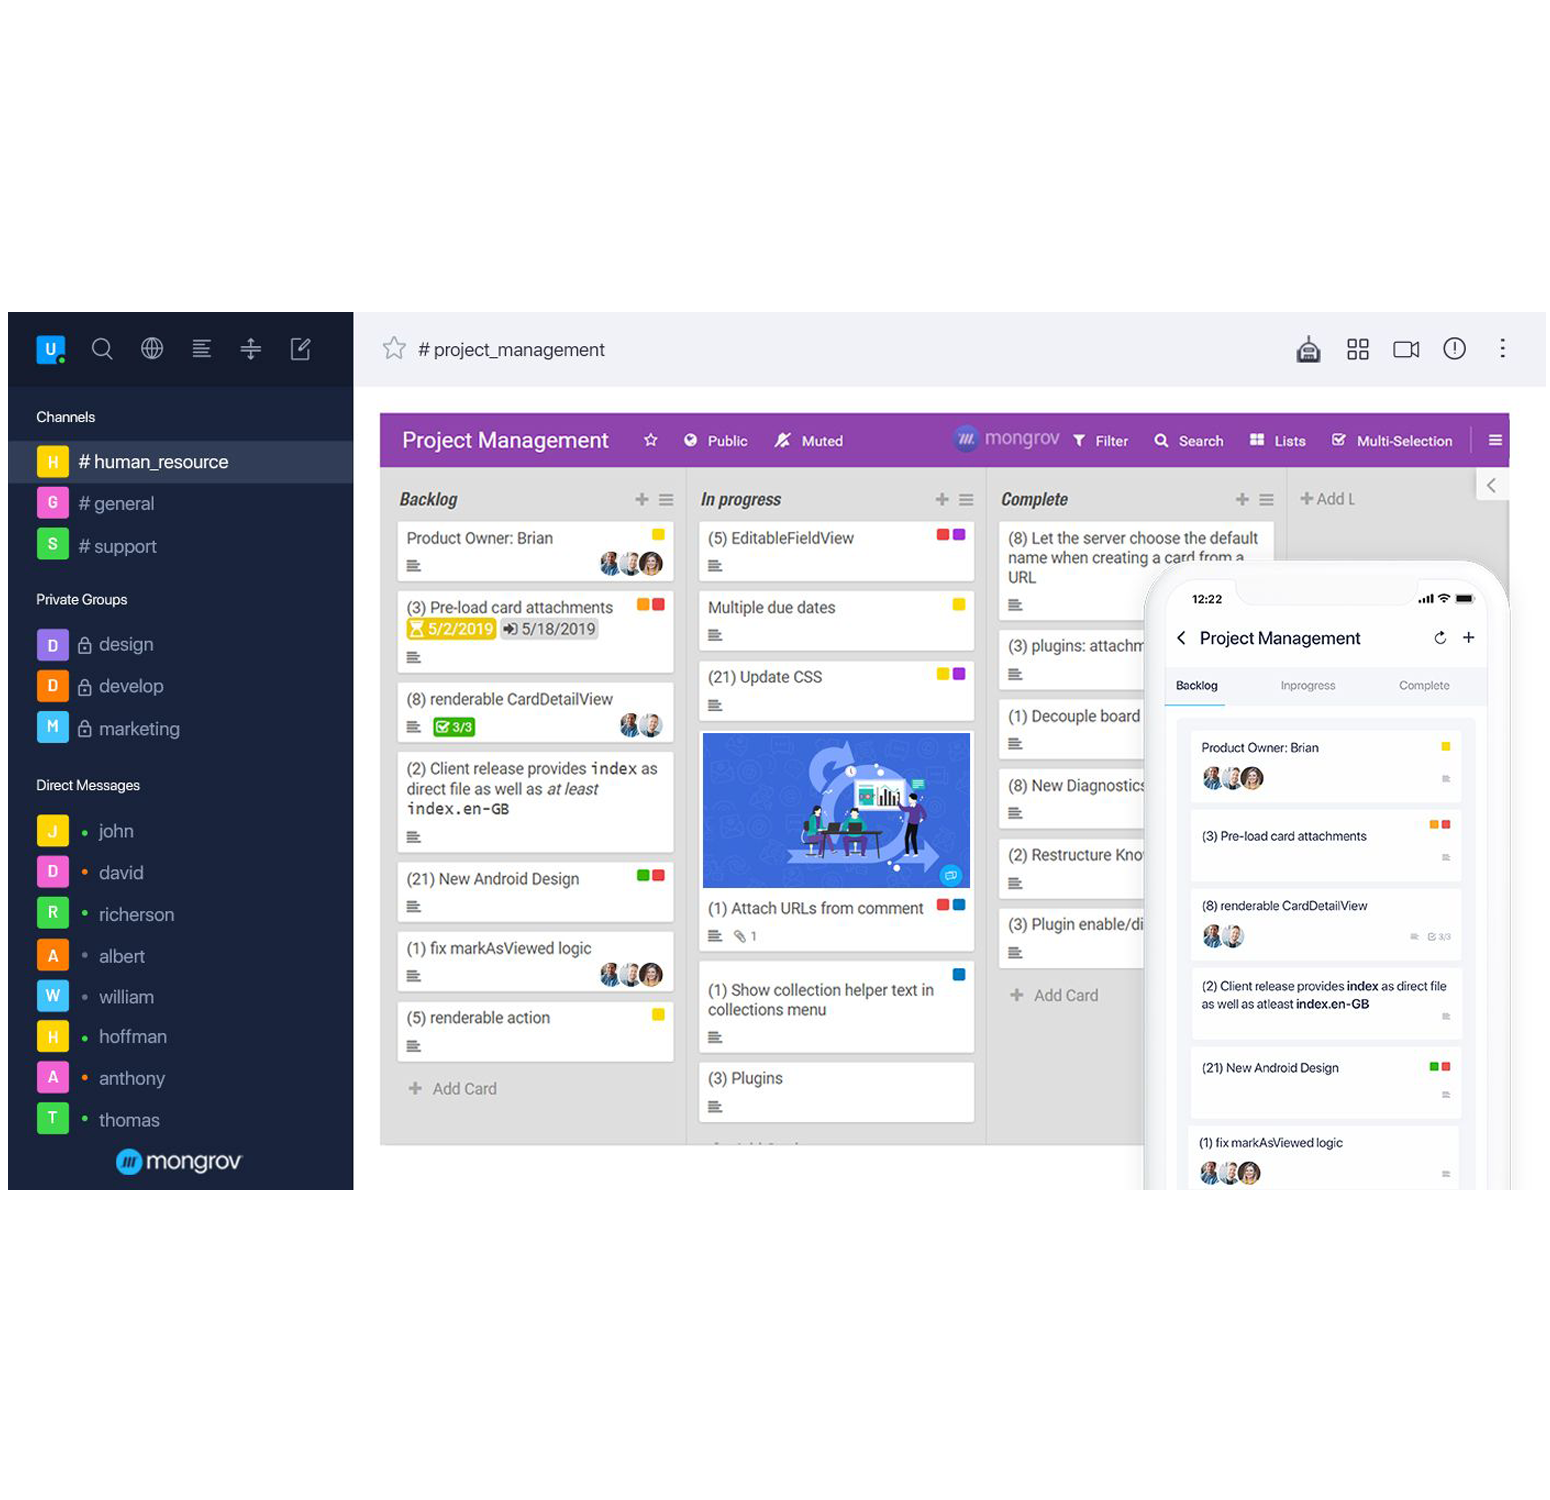 U
# project_management
Channels
H # human_resource
G # general
S # support
Private Groups
D design
D develop
M marketing
Direct Messages
J john
D david
R richerson
A albert
W william
H hoffman
A anthony
T thomas
mongrov
Project Management Public Muted mongrov Filter Search Lists Multi-Selection
Backlog
Product Owner: Brian
(3) Pre-load card attachments
5/2/2019 5/18/2019
(8) renderable CardDetailView
3/3
(2) Client release provides index as
direct file as well as at least
index.en-GB
(21) New Android Design
(1) fix markAsViewed logic
(5) renderable action
+ Add Card
In progress
(5) EditableFieldView
Multiple due dates
(21) Update CSS
(1) Attach URLs from comment
1
(1) Show collection helper text in
collections menu
(3) Plugins
Complete
(8) Let the server choose the default
name when creating a card from a
URL
(3) plugins: attachm
(1) Decouple board
(8) New Diagnostics
(2) Restructure Kno
(3) Plugin enable/di
+ Add Card
+ Add L
12:22
Project Management
Backlog Inprogress Complete
Product Owner: Brian
(3) Pre-load card attachments
(8) renderable CardDetailView
3/3
(2) Client release provides index as direct file
as well as atleast index.en-GB
(21) New Android Design
(1) fix markAsViewed logic